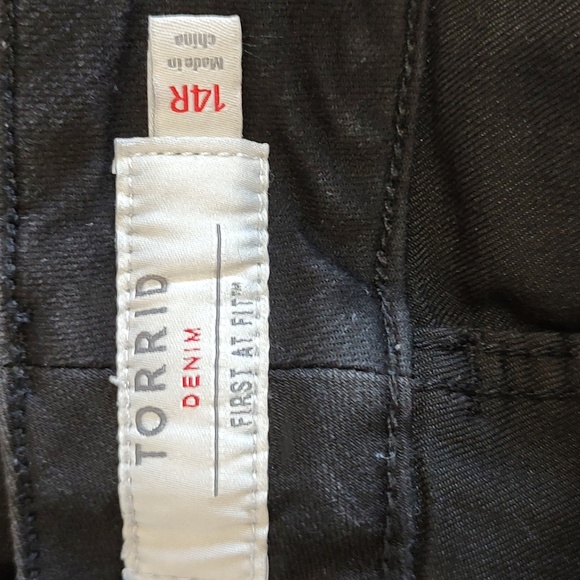 14R
Made in
china
TORRID
DENIM
FIRST AT FIT™